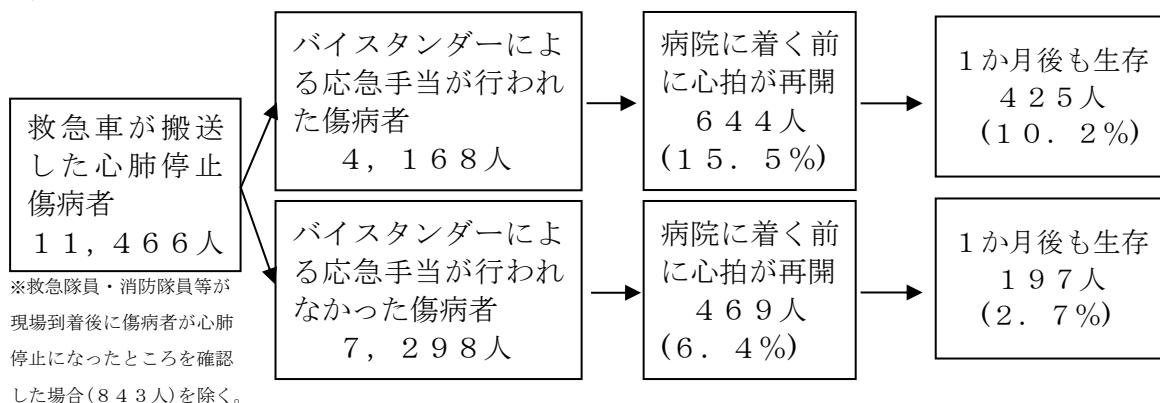 救急車が搬送
した心肺停止
傷病者
１１,４６６人
※救急隊員・消防隊員等が
現場到着後に傷病者が心肺
停止になったところを確認
した場合(８４３人)を除く。
バイスタンダーによ
る応急手当が行われ
た傷病者
４,１６８人
病院に着く前
に心拍が再開
６４４人
(１５．５％)
１か月後も生存
４２５人
(１０．２％)
バイスタンダーによ
る応急手当が行われ
なかった傷病者
７,２９８人
病院に着く前
に心拍が再開
４６９人
(６．４％)
１か月後も生存
１９７人
(２．７％)